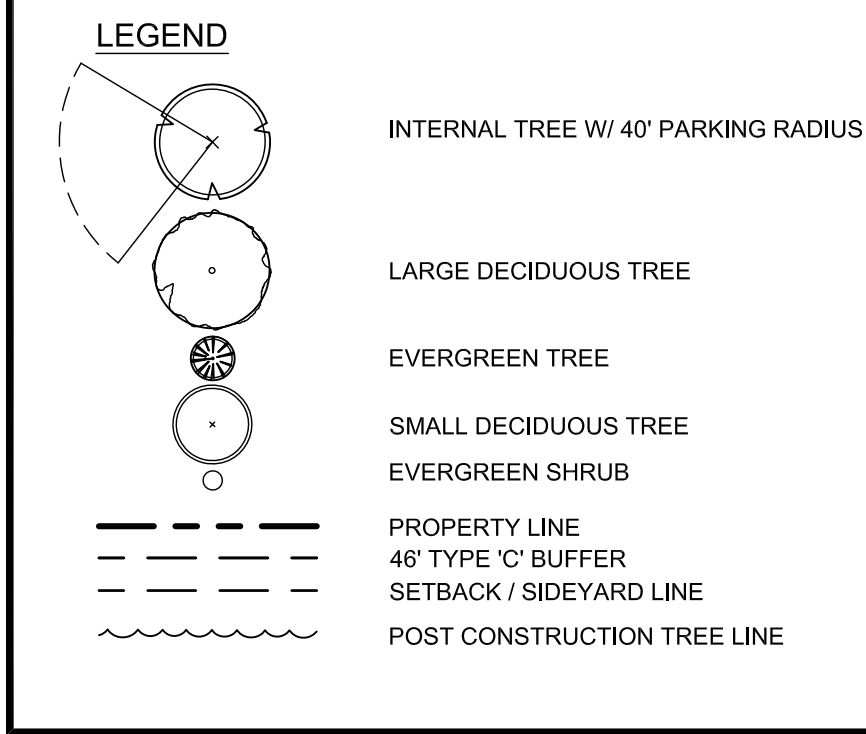 LEGEND
INTERNAL TREE W/ 40' PARKING RADIUS
LARGE DECIDUOUS TREE
EVERGREEN TREE
SMALL DECIDUOUS TREE
EVERGREEN SHRUB
PROPERTY LINE
46' TYPE 'C' BUFFER
SETBACK / SIDEYARD LINE
POST CONSTRUCTION TREE LINE